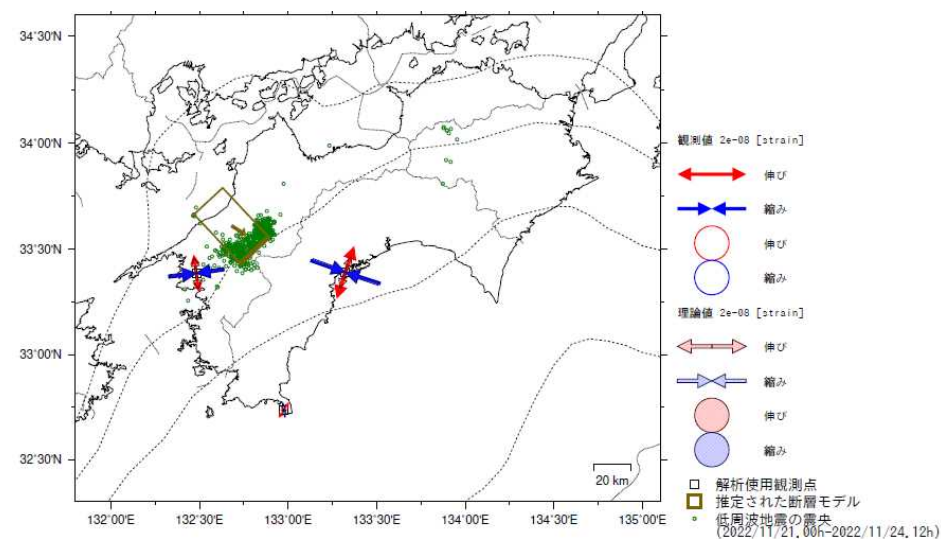 34°30'N
34°00'N
33°30'N
33°00'N
32°30'N
132°00'E
132°30'E
133°00'E
133°30'E
134°00'E
134°30'E
135°00'E
20 km
観測値 2e-08 [strain]
伸び
縮み
伸び
縮み
理論値 2e-08 [strain]
伸び
縮み
伸び
縮み
解析使用観測点
推定された断層モデル
低周波地震の震央
(2022/11/21.00h-2022/11/24.12h)